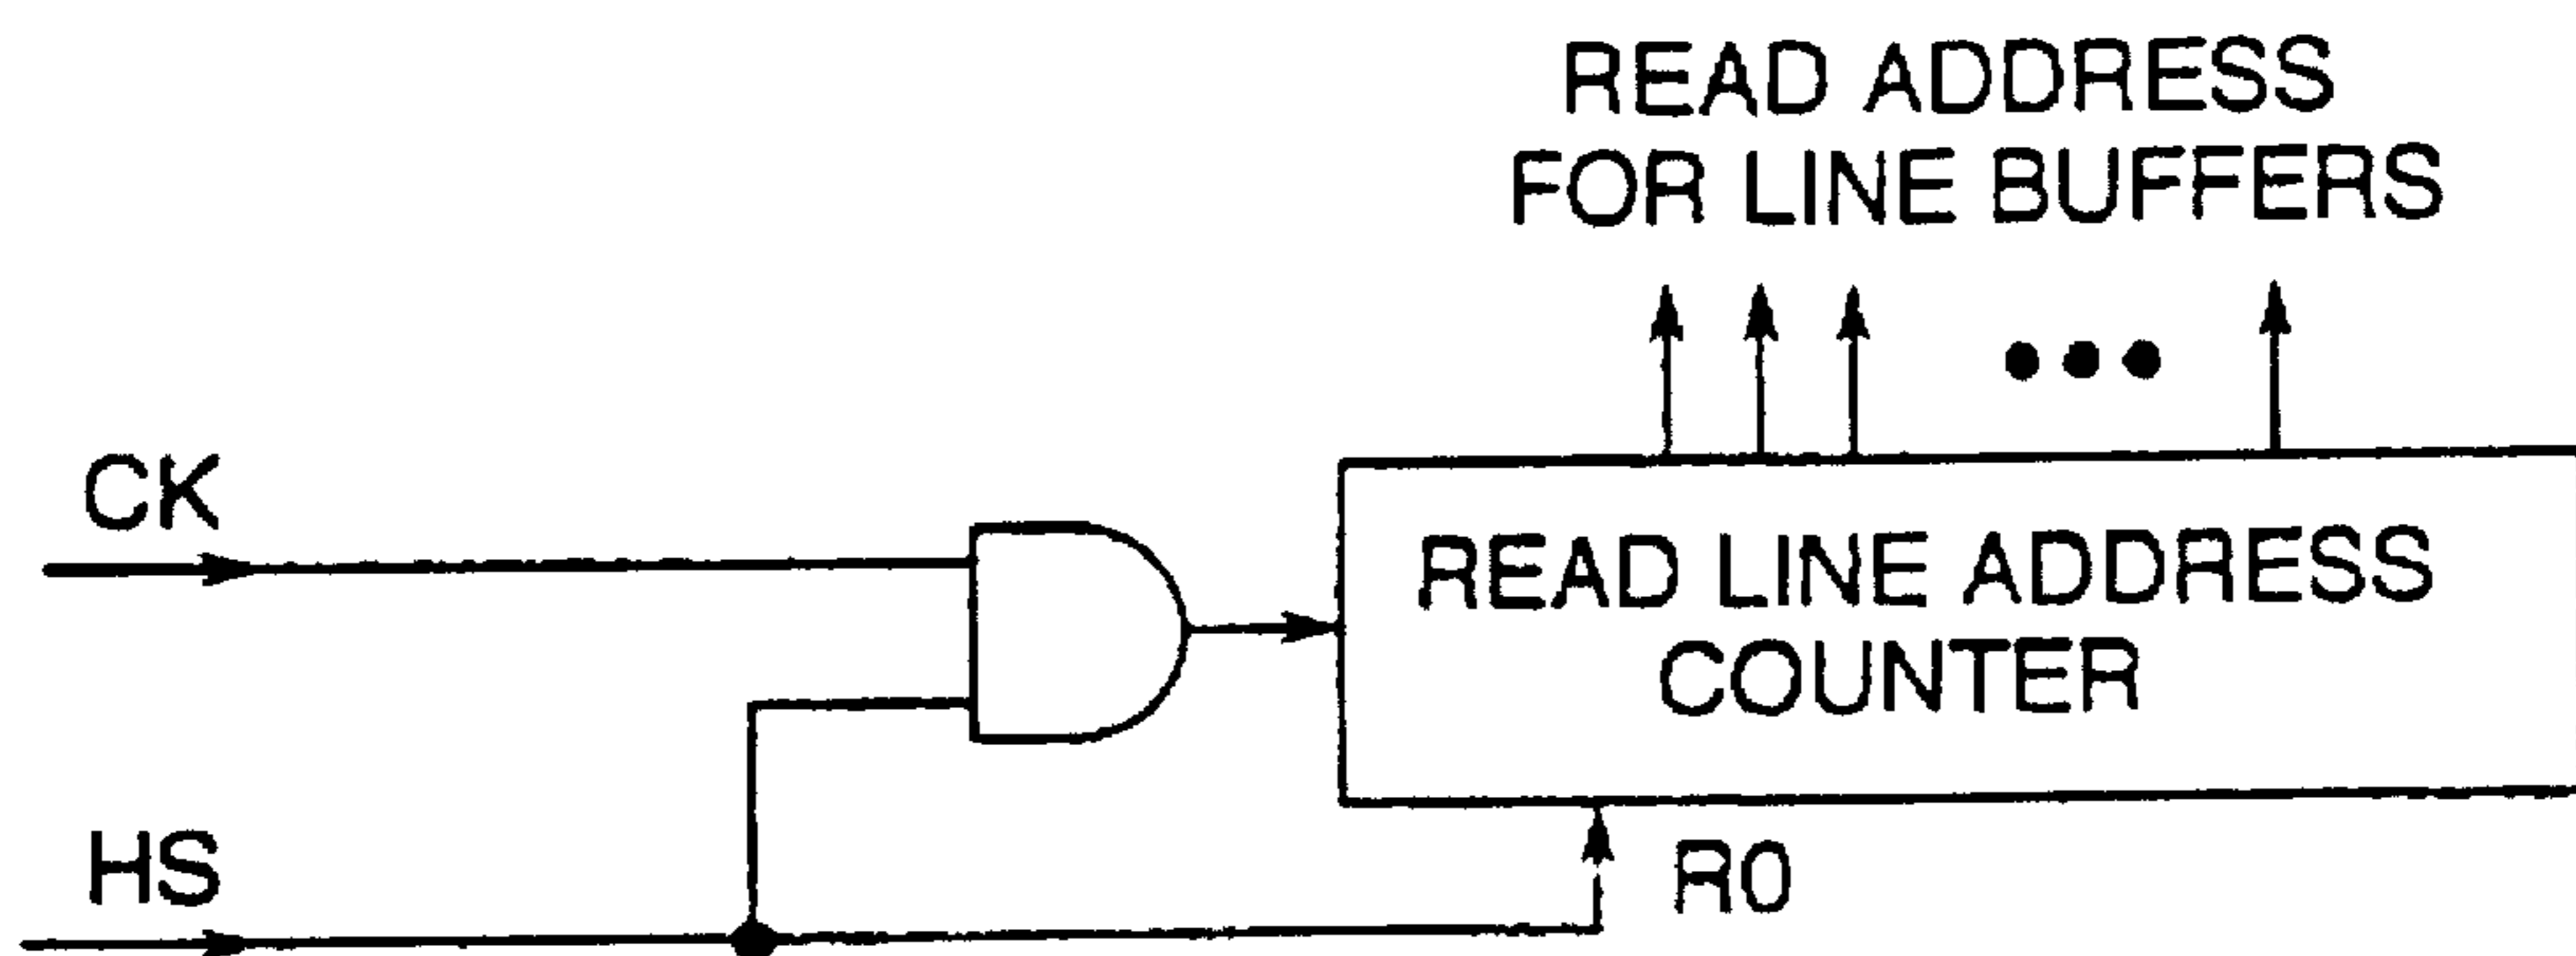 READ ADDRESS
FOR LINE BUFFERS
CK
READ LINE ADDRESS
COUNTER
HS
R0